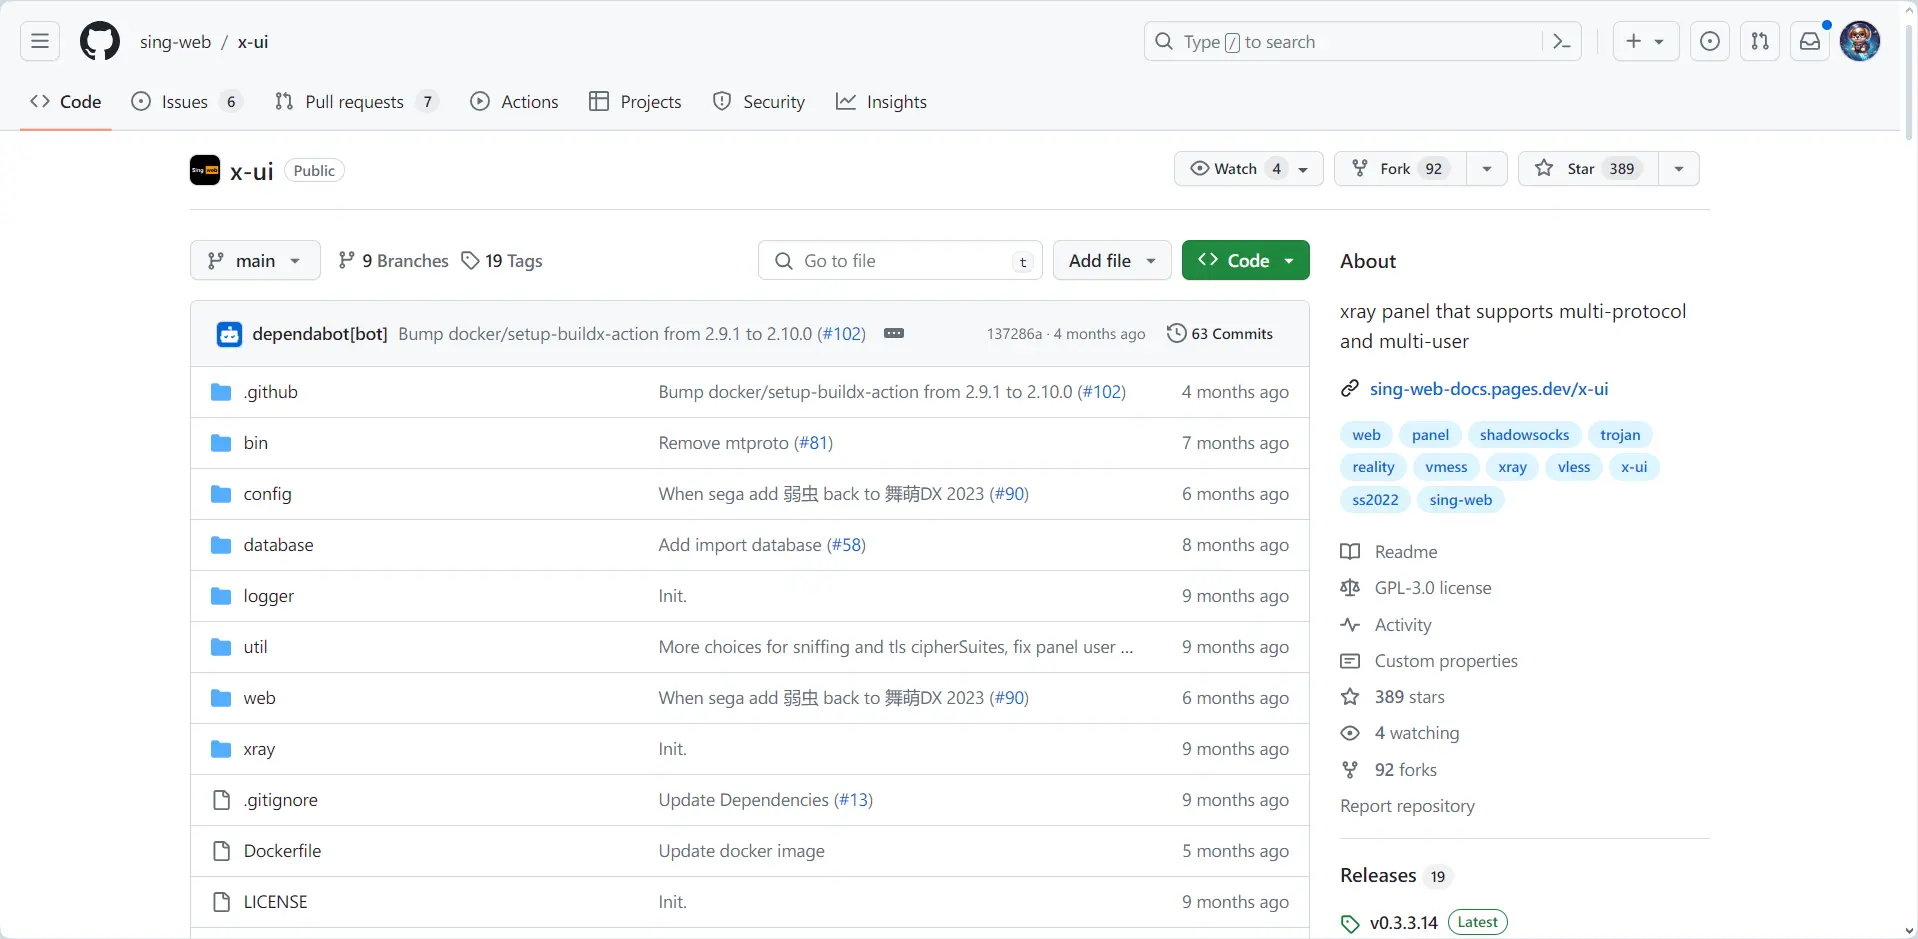 sing-web / x-ui
Type / to search
Code
Issues 6
Pull requests 7
Actions
Projects
Security
Insights
Sing web
x-ui Public
Watch 4
Fork 92
Star 389
main
9 Branches
19 Tags
Go to file t
Add file
Code
dependabot[bot] Bump docker/setup-buildx-action from 2.9.1 to 2.10.0 (#102) 137286a · 4 months ago 63 Commits
.github Bump docker/setup-buildx-action from 2.9.1 to 2.10.0 (#102) 4 months ago
bin Remove mtproto (#81) 7 months ago
config When sega add 弱虫 back to 舞萌DX 2023 (#90) 6 months ago
database Add import database (#58) 8 months ago
logger Init. 9 months ago
util More choices for sniffing and tls cipherSuites, fix panel user ... 9 months ago
web When sega add 弱虫 back to 舞萌DX 2023 (#90) 6 months ago
xray Init. 9 months ago
.gitignore Update Dependencies (#13) 9 months ago
Dockerfile Update docker image 5 months ago
LICENSE Init. 9 months ago
About
xray panel that supports multi-protocol
and multi-user
sing-web-docs.pages.dev/x-ui
web panel shadowsocks trojan
reality vmess xray vless x-ui
ss2022 sing-web
Readme
GPL-3.0 license
Activity
Custom properties
389 stars
4 watching
92 forks
Report repository
Releases 19
v0.3.3.14 Latest